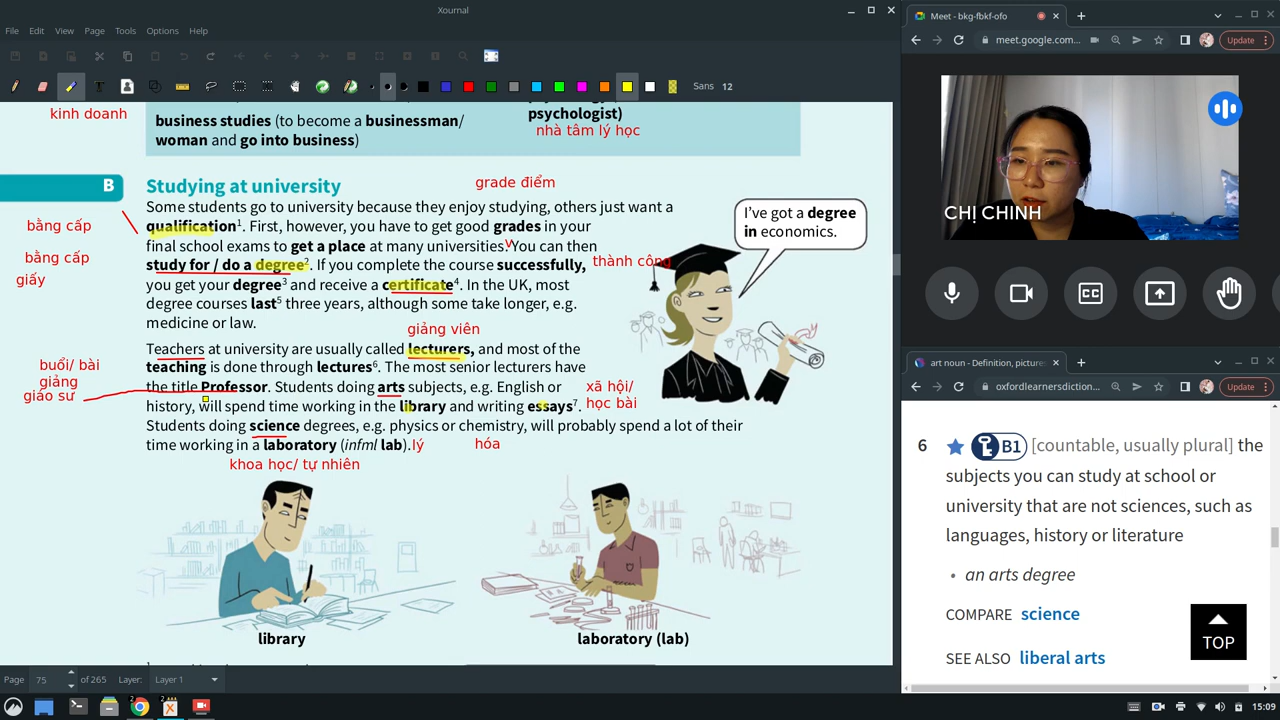 Xournal
File Edit View Page Tools Options Help
Sans 12
kinh doanh
business studies (to become a businessman/
woman and go into business)
psychologist)
nhà tâm lý học
B
Studying at university
grade điểm
Some students go to university because they enjoy studying, others just want a
bằng cấp
qualification¹. First, however, you have to get good grades in your
final school exams to get a place at many universities. You can then
v
bằng cấp
study for / do a degree². If you complete the course successfully,
thành công
giấy
you get your degree³ and receive a certificate⁴. In the UK, most
degree courses last⁵ three years, although some take longer, e.g.
medicine or law.
giảng viên
Teachers at university are usually called lecturers, and most of the
buổi/ bài
giảng
teaching is done through lectures⁶. The most senior lecturers have
giáo sư
the title Professor. Students doing arts subjects, e.g. English or
xã hội/
học bài
history, will spend time working in the library and writing essays⁷.
Students doing science degrees, e.g. physics or chemistry, will probably spend a lot of their
time working in a laboratory (infml lab).
lý
hóa
khoa học/ tự nhiên
I've got a degree
in economics.
library
laboratory (lab)
Page 75 of 265 Layer: Layer 1
Meet - bkg-fbkf-ofo
meet.google.com...
Update
CHỊ CHINH
CC
art noun - Definition, picture
oxfordlearnersdiction...
Update
6 B1 [countable, usually plural] the
subjects you can study at school or
university that are not sciences, such as
languages, history or literature
• an arts degree
COMPARE science
SEE ALSO liberal arts
TOP
2
2
15:09